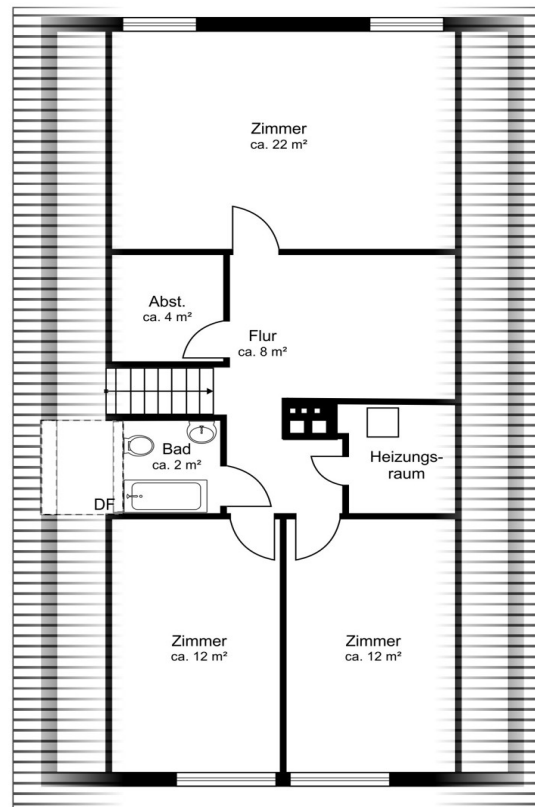 Zimmer
ca. 22 m²
Abst.
ca. 4 m²
Flur
ca. 8 m²
Bad
ca. 2 m²
Heizungs-
raum
DF
Zimmer
ca. 12 m²
Zimmer
ca. 12 m²